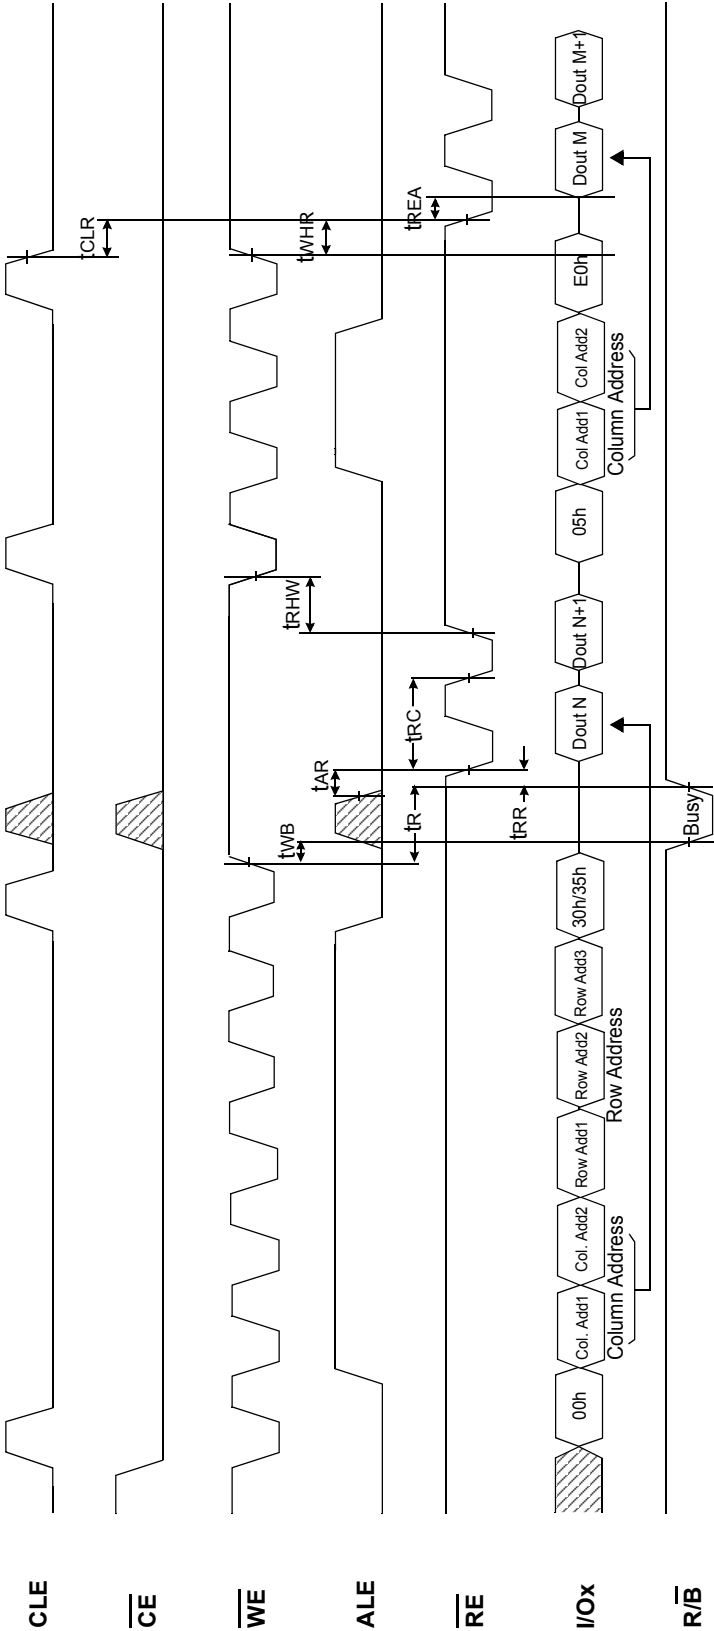 CLE
tCLR
CE
WE
tWB
tRHW
tWHR
ALE
tAR
tR
tRC
tREA
RE
tRR
I/Ox
00h
Col. Add1
Col. Add2
Row Add1
Row Add2
Row Add3
30h/35h
Dout N
Dout N+1
05h
Col Add1
Col Add2
E0h
Dout M
Dout M+1
Column Address
Row Address
Column Address
R/B
Busy